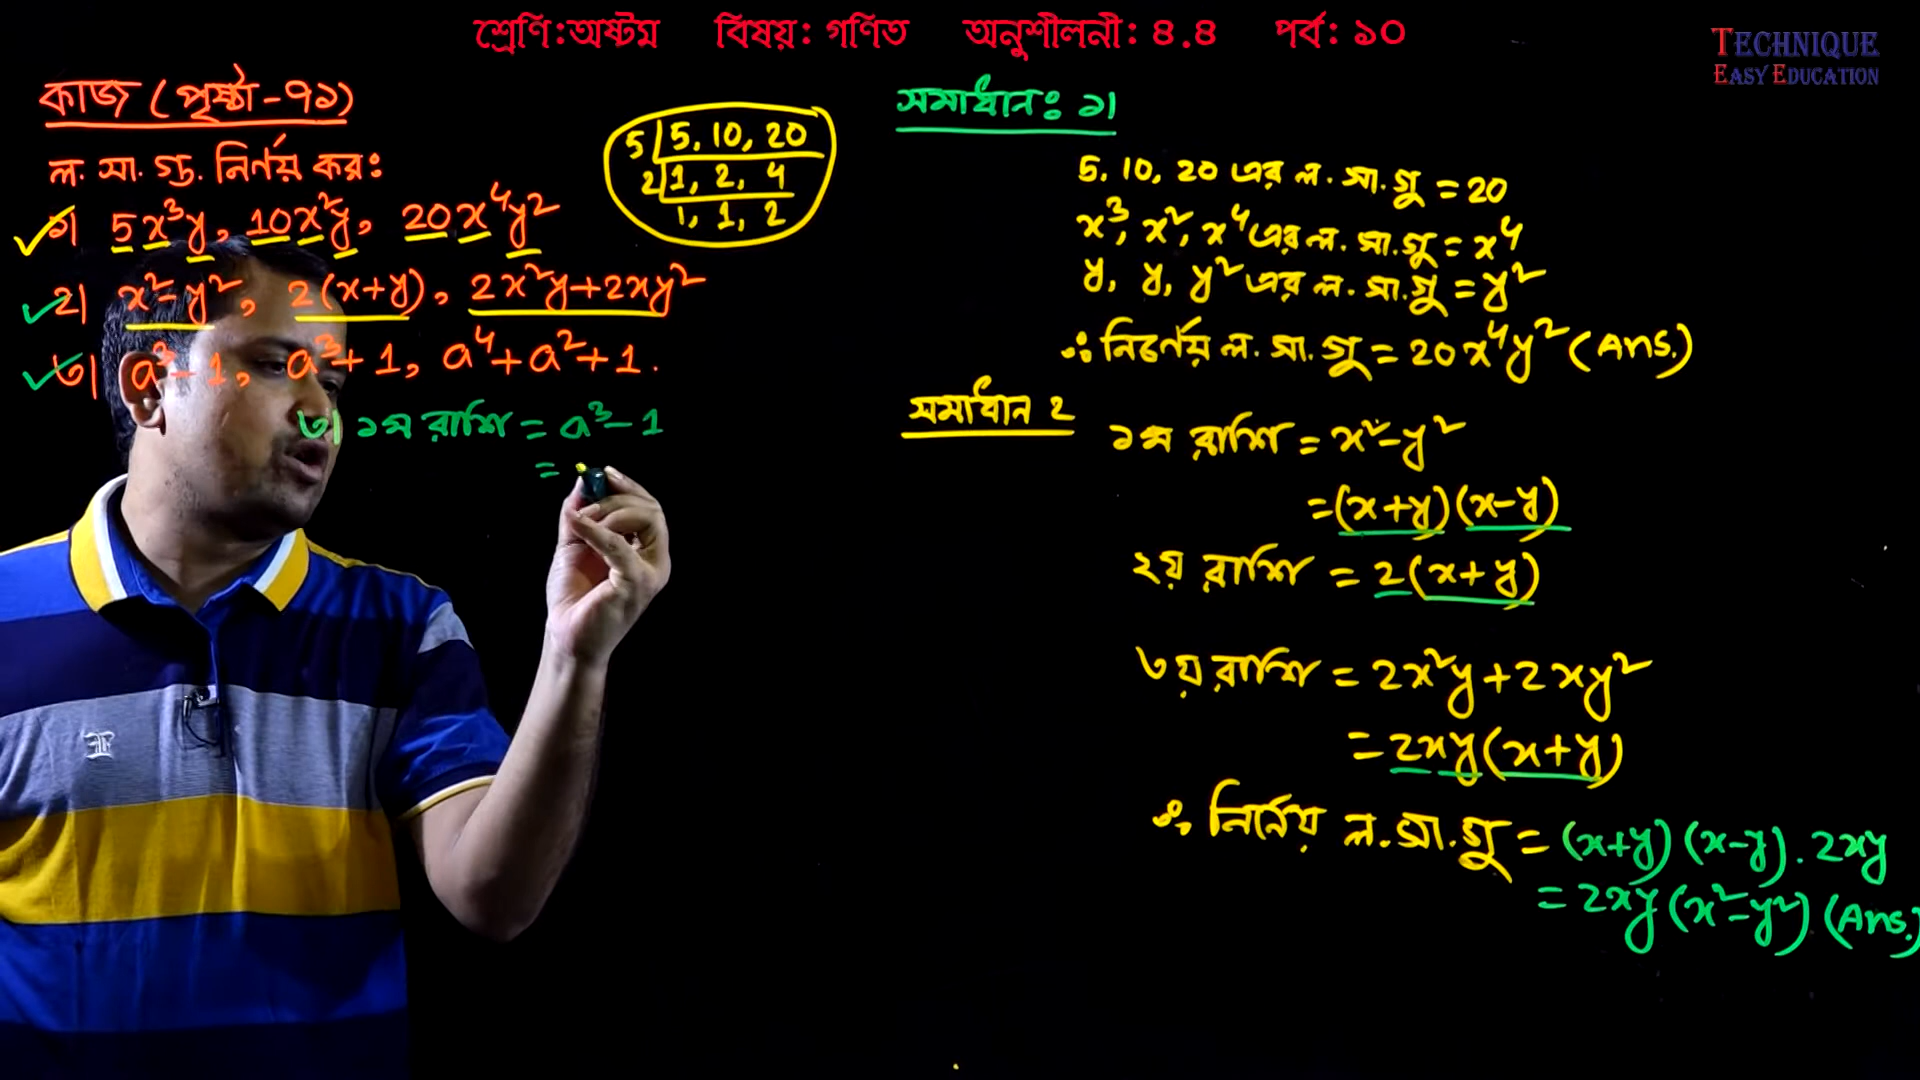 শ্রেণি:অষ্টম বিষয়: গণিত অনুশীলনী: ৪.৪ পর্ব: ১০
TECHNIQUE
EASY EDUCATION
কাজ (পৃষ্ঠা-৭১)
ল. সা. গু. নির্ণয় কর:
১। 5x³y, 10x²y, 20x⁴y²
২। x²-y², 2(x+y), 2x²y+2xy²
৩। a³-1, a³+1, a⁴+a²+1.
5 | 5, 10, 20
2 | 1, 2, 4
1, 1, 2
৩। ১ম রাশি = a³-1
=
সমাধান: ১।
5, 10, 20 এর ল. সা. গু = 20
x³, x², x⁴ এর ল. সা. গু = x⁴
y, y, y² এর ল. সা. গু = y²
∴ নির্ণেয় ল. সা. গু = 20x⁴y² (Ans.)
সমাধান 2
১ম রাশি = x²-y²
=(x+y)(x-y)
২য় রাশি = 2(x+y)
৩য় রাশি = 2x²y+2xy²
= 2xy(x+y)
∴ নির্নেয় ল. সা. গু = (x+y)(x-y). 2xy
= 2xy(x²-y²) (Ans.)